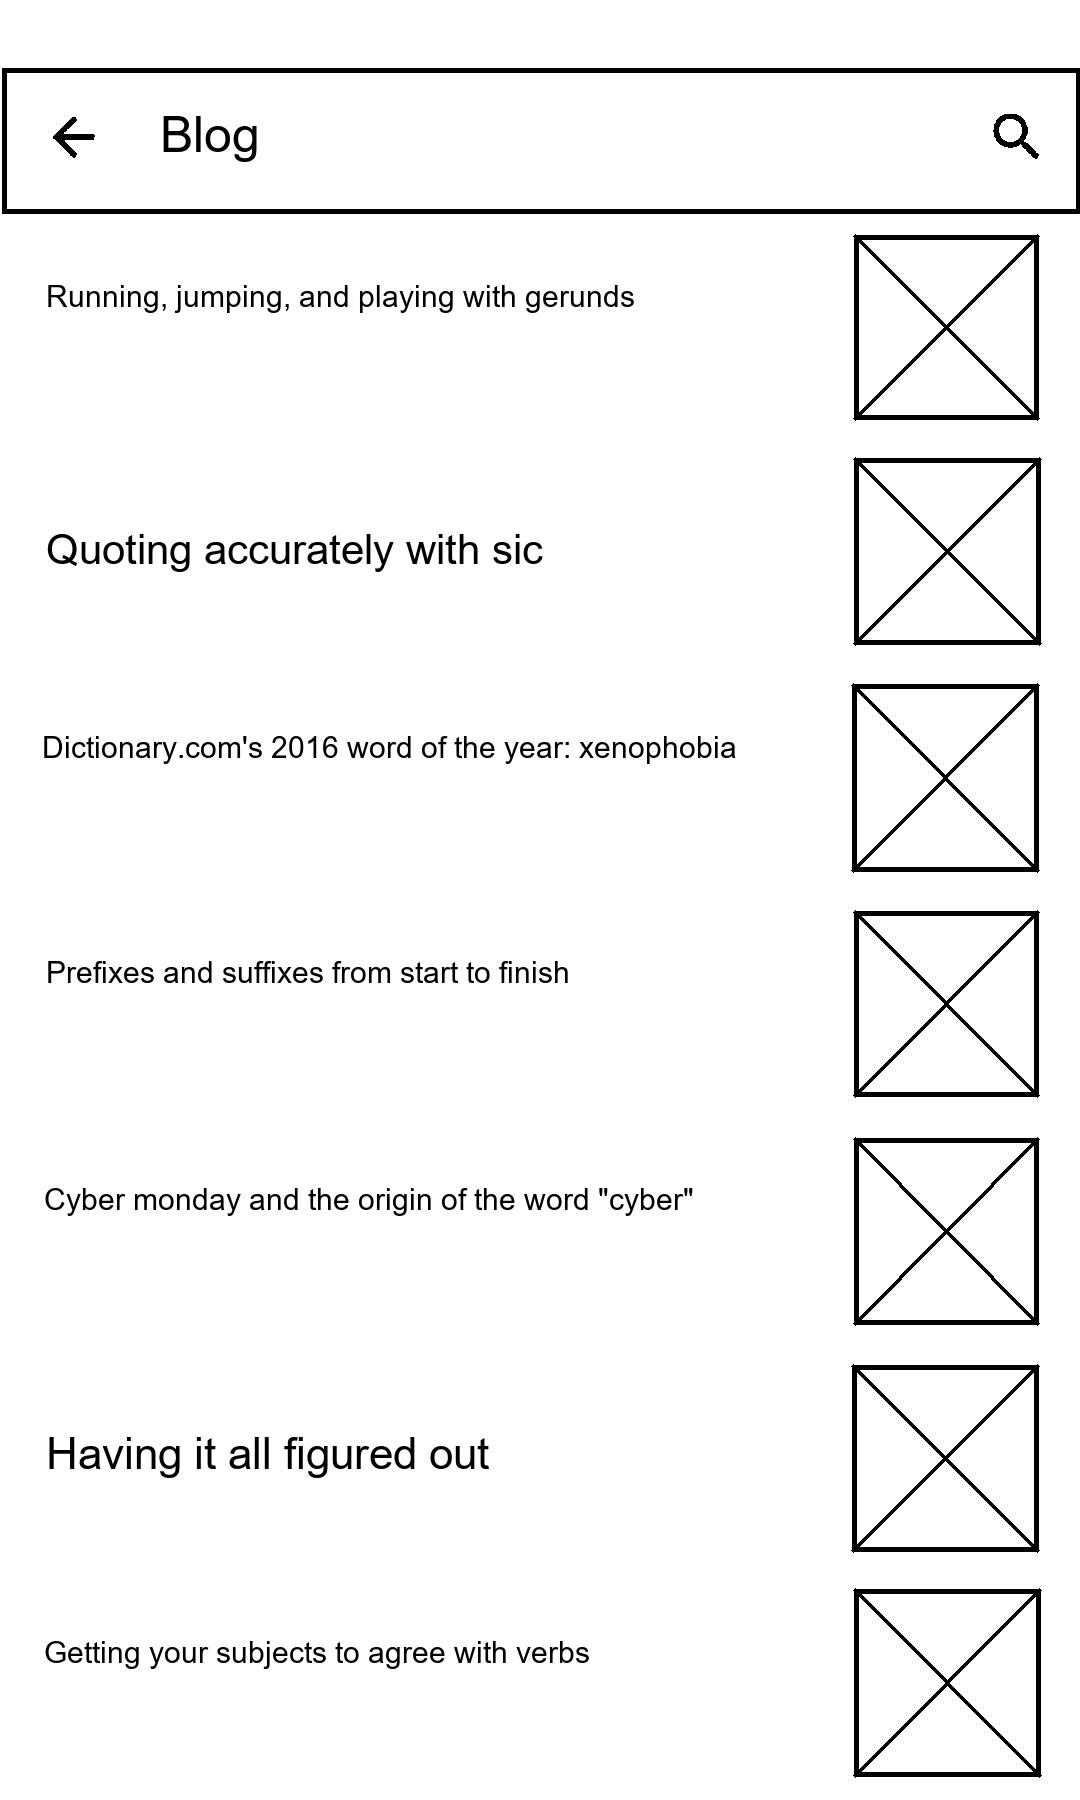 Blog
Running, jumping, and playing with gerunds
Quoting accurately with sic
Dictionary.com's 2016 word of the year: xenophobia
Prefixes and suffixes from start to finish
Cyber monday and the origin of the word "cyber"
Having it all figured out
Getting your subjects to agree with verbs